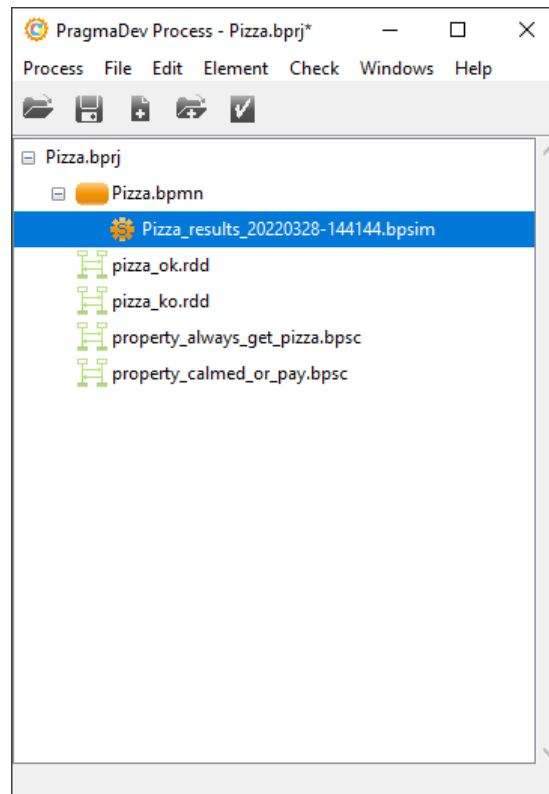 PragmaDev Process - Pizza.bprj*
Process File Edit Element Check Windows Help
Pizza.bprj
Pizza.bpmn
Pizza_results_20220328-144144.bpsim
pizza_ok.rdd
pizza_ko.rdd
property_always_get_pizza.bpsc
property_calmed_or_pay.bpsc